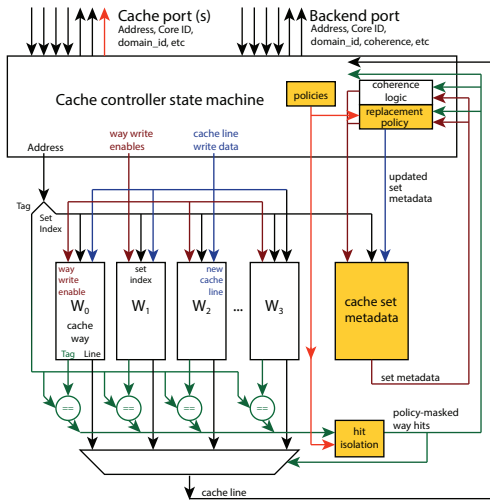 Cache port (s)
Address, Core ID,
domain_id, etc
Backend port
Address, Core ID,
domain_id, coherence, etc
Cache controller state machine
policies
coherence
logic
replacement
policy
Address
way write
enables
cache line
write data
updated
set
metadata
Tag
Set
Index
way
write
enable
W0
cache
way
Tag
Line
set
index
W1
new
cache
line
W2
...
W3
cache set
metadata
set metadata
==
==
==
==
hit
isolation
policy-masked
way hits
cache line